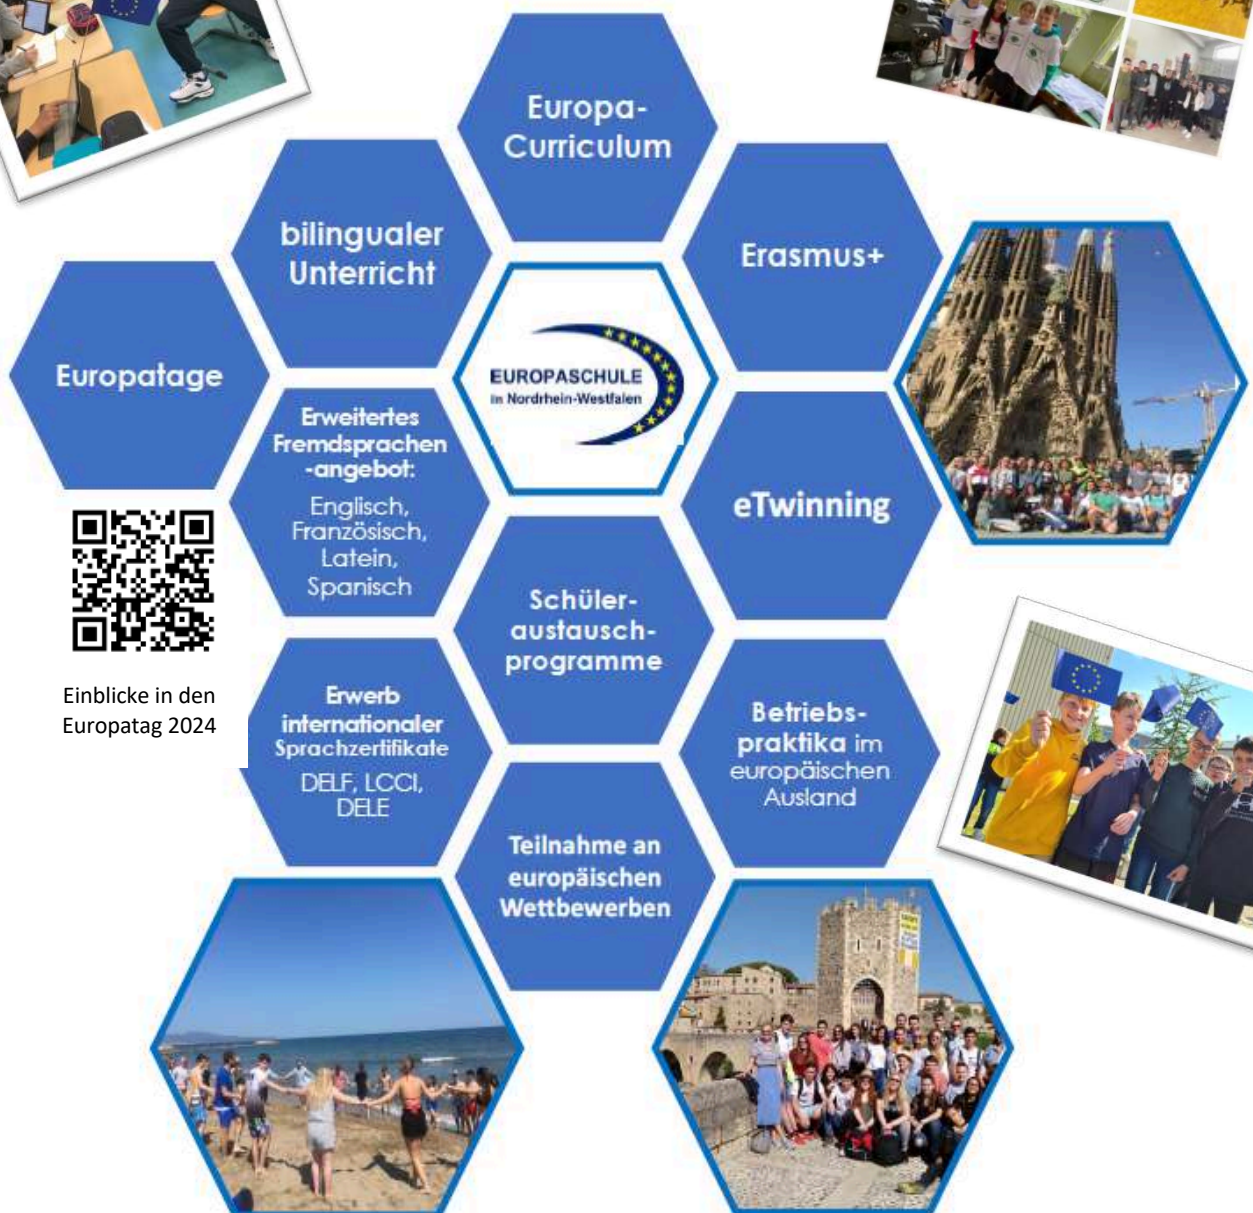 Europa-
Curriculum
bilingualer
Unterricht
Erasmus+
Europatage
EUROPASCHULE
in Nordrhein-Westfalen
Erweitertes
Fremdsprachen
-angebot:
Englisch,
Französisch,
Latein,
Spanisch
eTwinning
Schüler-
austausch-
programme
Einblicke in den
Europatag 2024
Erwerb
internationaler
Sprachzertifikate
DELF, LCCI,
DELE
Betriebs-
praktika im
europäischen
Ausland
Teilnahme an
europäischen
Wettbewerben